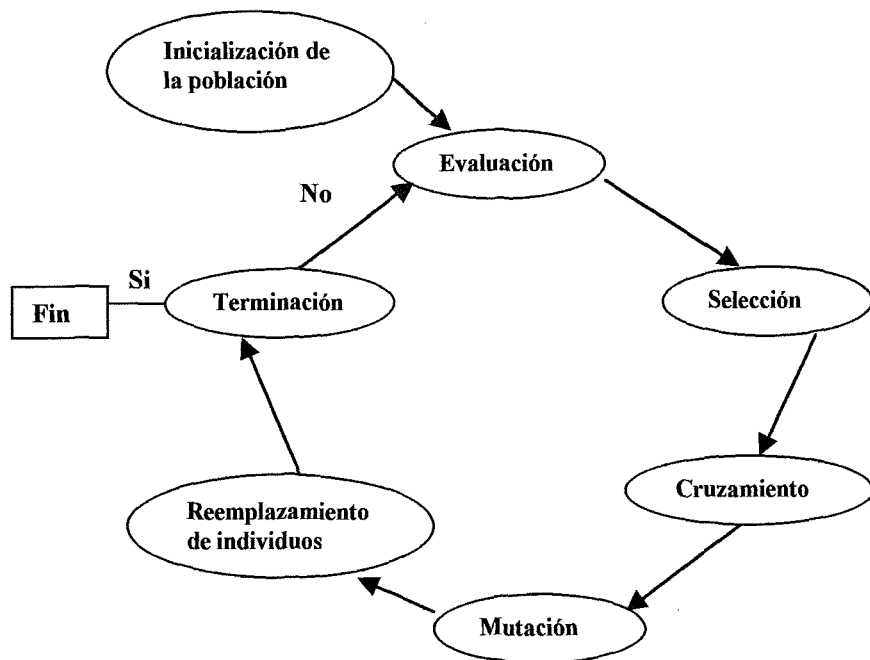 Inicialización de
la población
Evaluación
No
Si
Fin
Terminación
Selección
Cruzamiento
Reemplazamiento
de individuos
Mutación